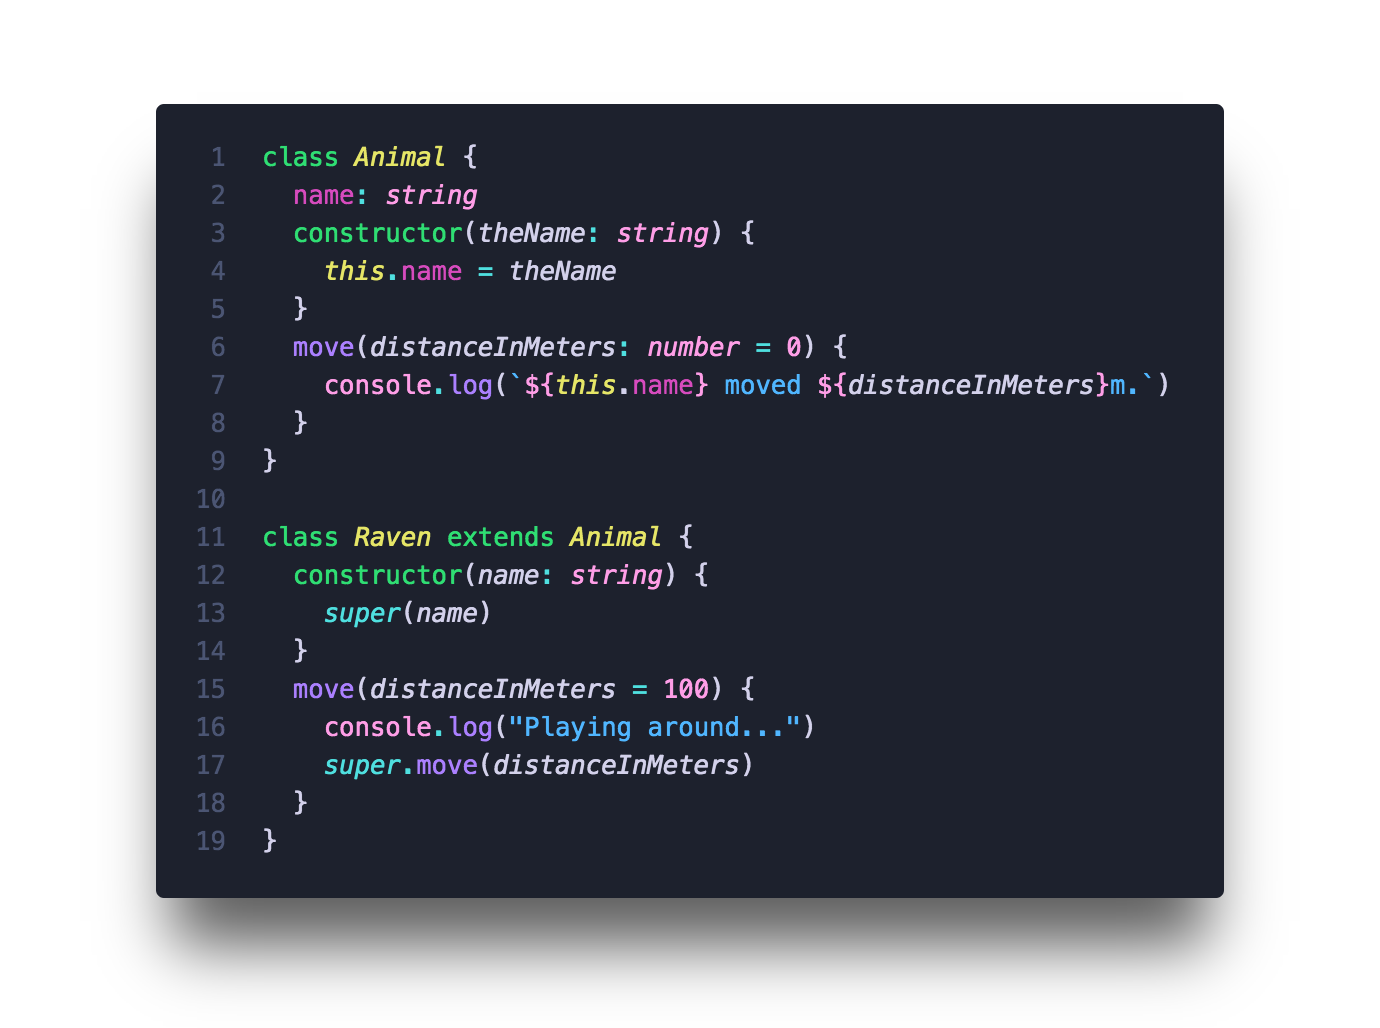 1 class Animal {
2   name: string
3   constructor(theName: string) {
4     this.name = theName
5   }
6   move(distanceInMeters: number = 0) {
7     console.log(`${this.name} moved ${distanceInMeters}m.`)
8   }
9 }
10
11 class Raven extends Animal {
12   constructor(name: string) {
13     super(name)
14   }
15   move(distanceInMeters = 100) {
16     console.log("Playing around...")
17     super.move(distanceInMeters)
18   }
19 }